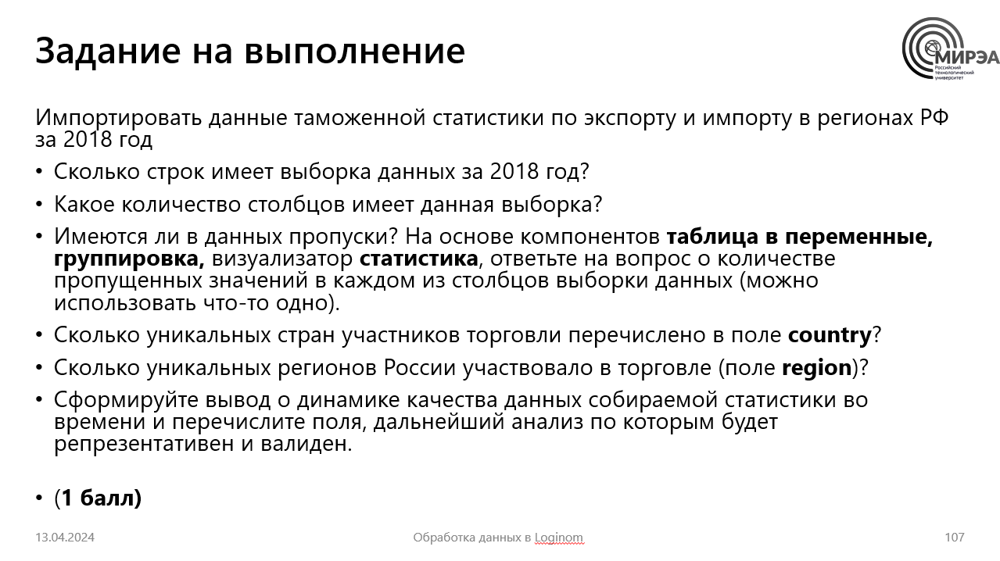 Задание на выполнение
МИРЭА
Российский
технологический
университет
Импортировать данные таможенной статистики по экспорту и импорту в регионах РФ
за 2018 год
• Сколько строк имеет выборка данных за 2018 год?
• Какое количество столбцов имеет данная выборка?
• Имеются ли в данных пропуски? На основе компонентов таблица в переменные,
группировка, визуализатор статистика, ответьте на вопрос о количестве
пропущенных значений в каждом из столбцов выборки данных (можно
использовать что-то одно).
• Сколько уникальных стран участников торговли перечислено в поле country?
• Сколько уникальных регионов России участвовало в торговле (поле region)?
• Сформируйте вывод о динамике качества данных собираемой статистики во
времени и перечислите поля, дальнейший анализ по которым будет
репрезентативен и валиден.
• (1 балл)
13.04.2024
Обработка данных в Loginom
107